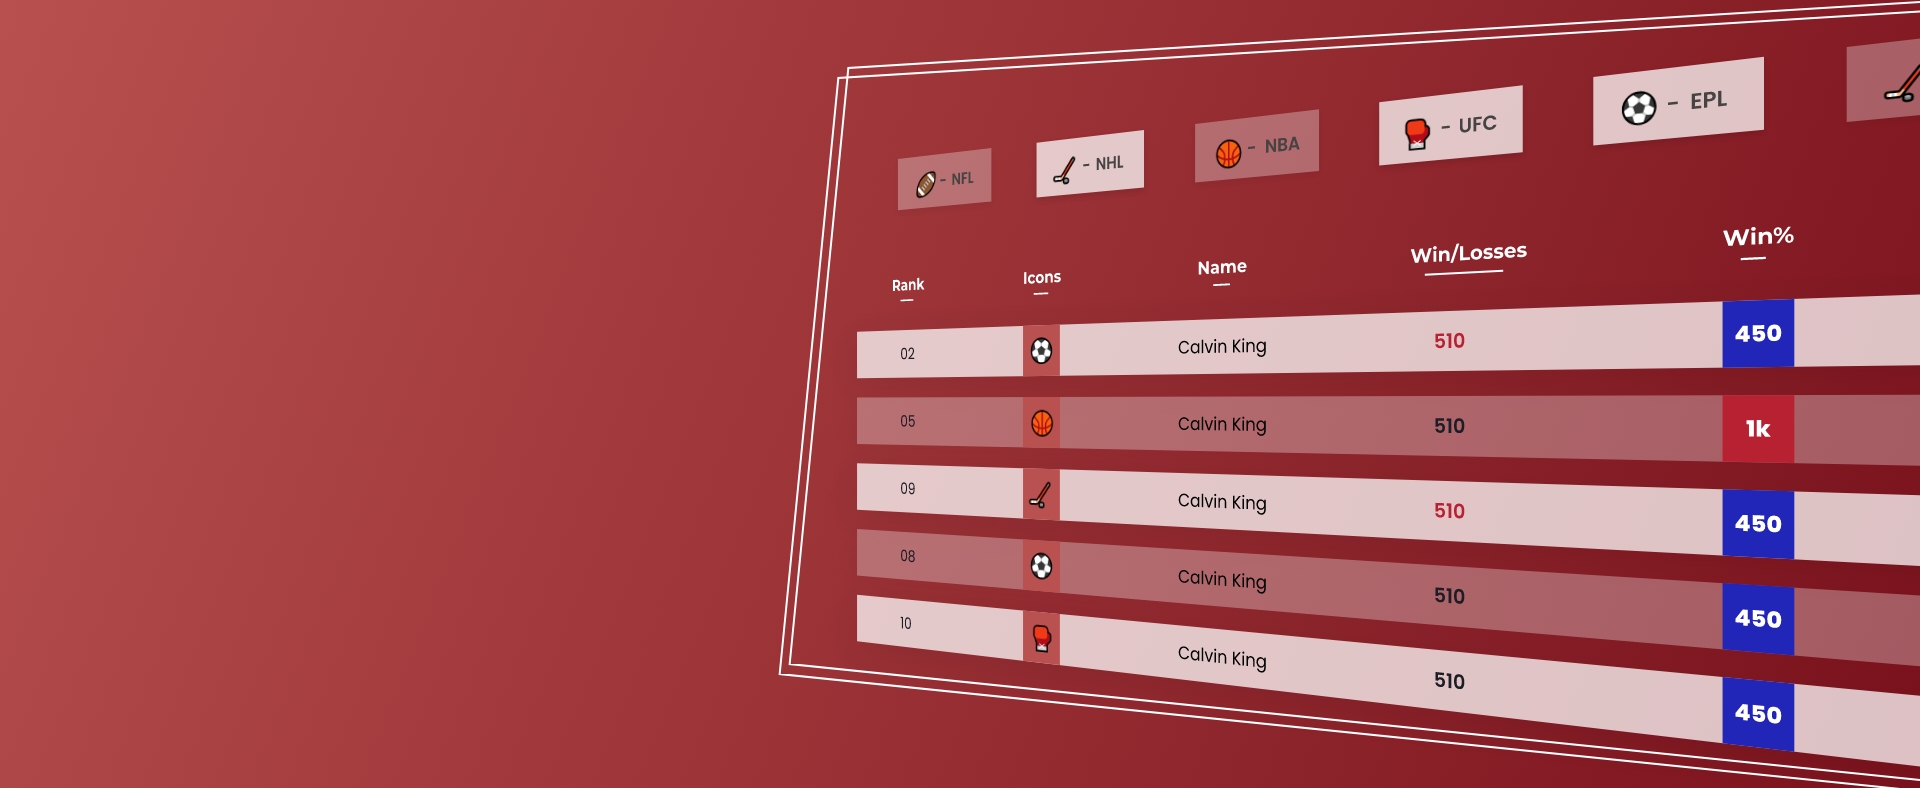 - NFL
- NHL
- NBA
- UFC
- EPL
Rank Icons Name Win/Losses Win%
02 Calvin King 510 450
05 Calvin King 510 1k
09 Calvin King 510 450
08 Calvin King 510 450
10 Calvin King 510 450